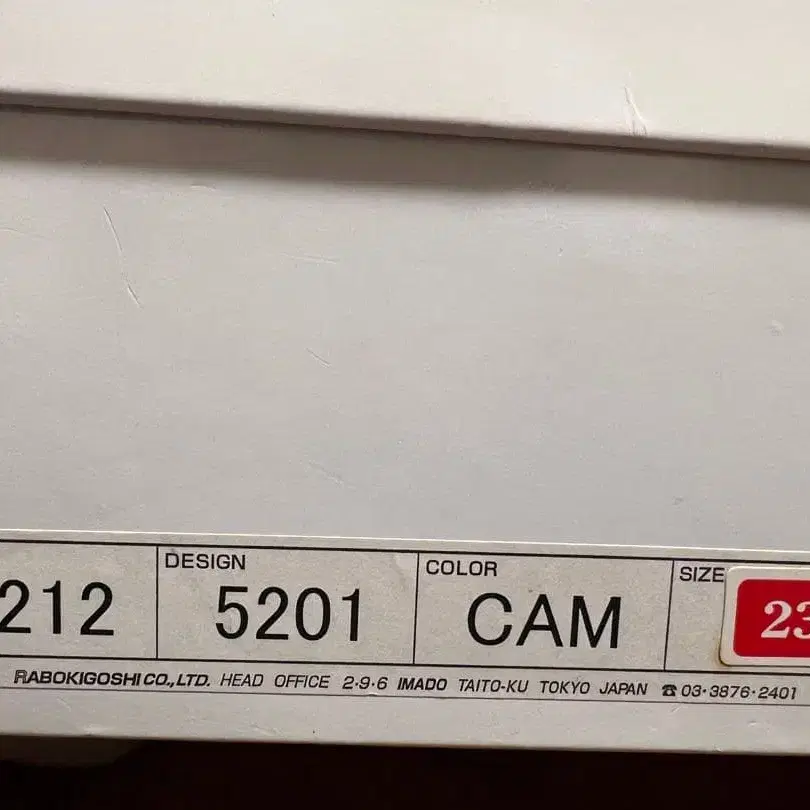 DESIGN COLOR SIZE
212 5201 CAM 23
RABOKIGOSHI CO.,LTD. HEAD OFFICE 2·9·6 IMADO TAITO-KU TOKYO JAPAN ☎ 03·3876·2401